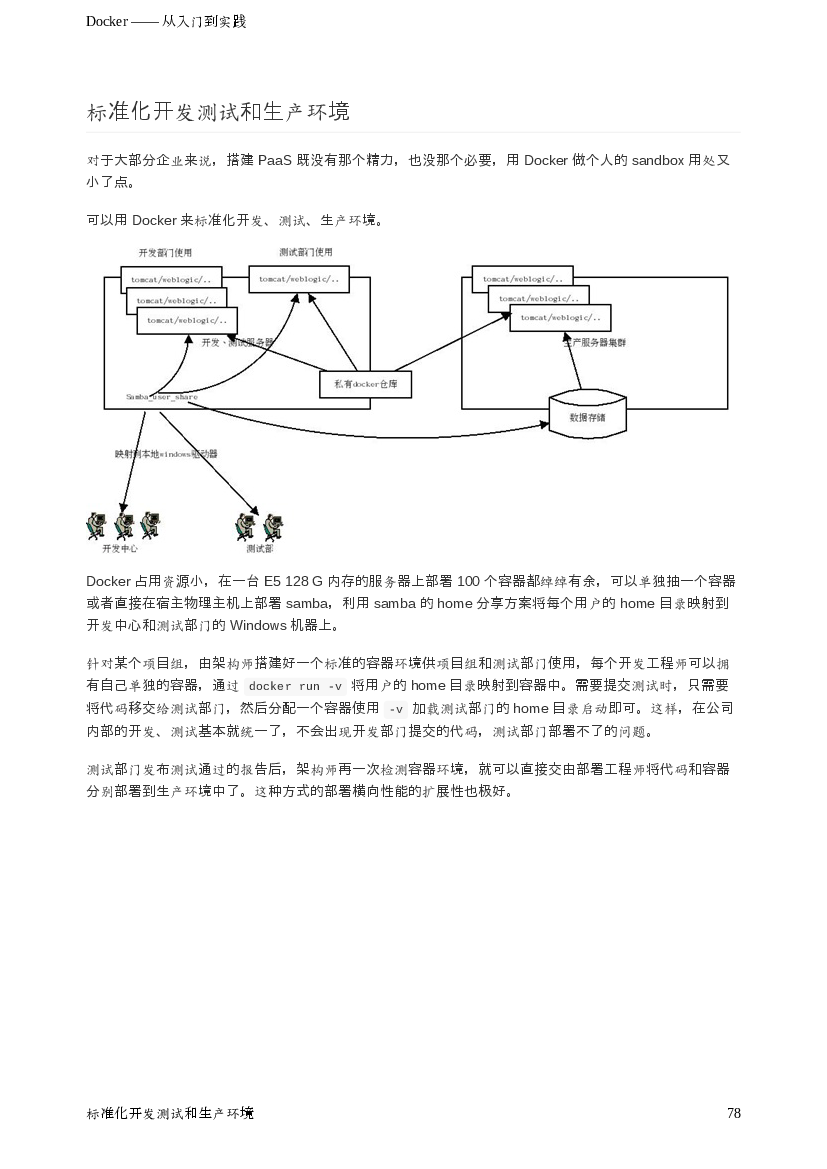 Docker —— 从入门到实践
标准化开发测试和生产环境
对于大部分企业来说，搭建 PaaS 既没有那个精力，也没那个必要，用 Docker 做个人的 sandbox 用处又
小了点。
可以用 Docker 来标准化开发、测试、生产环境。
开发部门使用
测试部门使用
tomcat/weblogic/..
tomcat/weblogic/..
tomcat/weblogic/..
tomcat/weblogic/..
tomcat/weblogic/..
tomcat/weblogic/..
tomcat/weblogic/..
开发、测试服务器
生产服务器集群
私有docker仓库
Samba_user_share
数据存储
映射到本地windows驱动器
开发中心
测试部
Docker 占用资源小，在一台 E5 128 G 内存的服务器上部署 100 个容器都绰绰有余，可以单独抽一个容器
或者直接在宿主物理主机上部署 samba，利用 samba 的 home 分享方案将每个用户的 home 目录映射到
开发中心和测试部门的 Windows 机器上。
针对某个项目组，由架构师搭建好一个标准的容器环境供项目组和测试部门使用，每个开发工程师可以拥
有自己单独的容器，通过 docker run -v 将用户的 home 目录映射到容器中。需要提交测试时，只需要
将代码移交给测试部门，然后分配一个容器使用 -v 加载测试部门的 home 目录启动即可。这样，在公司
内部的开发、测试基本就统一了，不会出现开发部门提交的代码，测试部门部署不了的问题。
测试部门发布测试通过的报告后，架构师再一次检测容器环境，就可以直接交由部署工程师将代码和容器
分别部署到生产环境中了。这种方式的部署横向性能的扩展性也极好。
标准化开发测试和生产环境
78